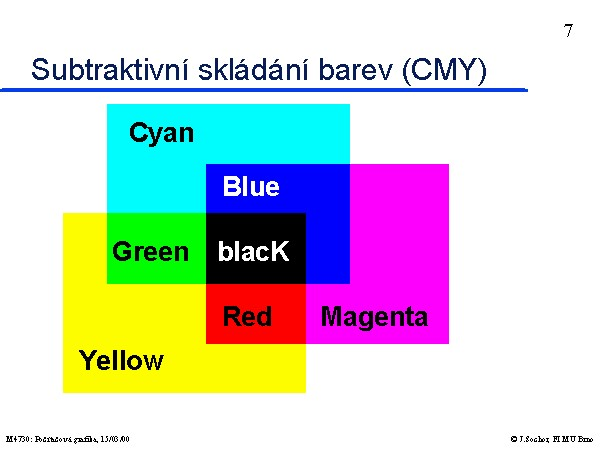 7
Subtraktivní skládání barev (CMY)
Cyan
Blue
Green blacK
Red Magenta
Yellow
M4730: Počítačová grafika, 15/03/00 © J.Sochor, FI MU Brno